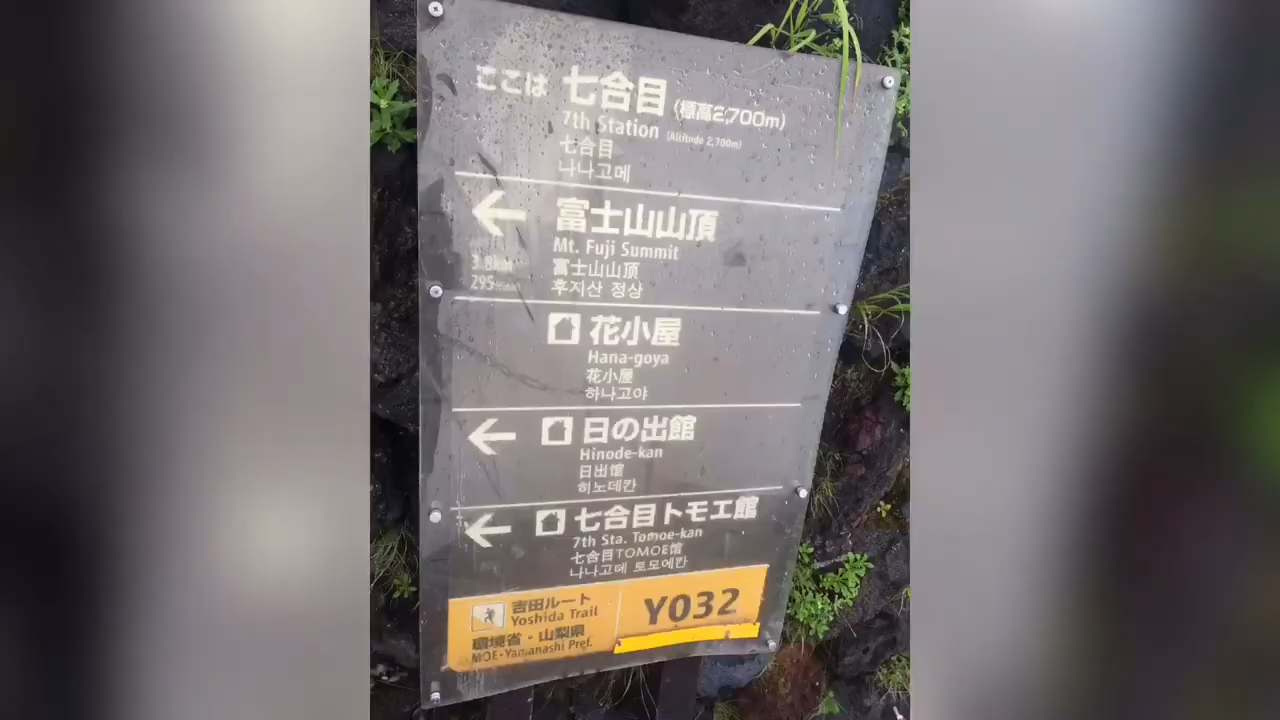 ここは 七合目 (標高2,700m)
7th Station (Altitude 2,700m)
七合目
나나고메
富士山山頂
Mt. Fuji Summit
3.8km 富士山山顶
295 후지산 정상
花小屋
Hana-goya
花小屋
하나고야
日の出館
Hinode-kan
日出馆
히노데칸
七合目トモエ館
7th Sta. Tomoe-kan
七合目TOMOE馆
나나고메 토모에칸
吉田ルート
Yoshida Trail
環境省・山梨県
MOE・Yamanashi Pref.
Y032